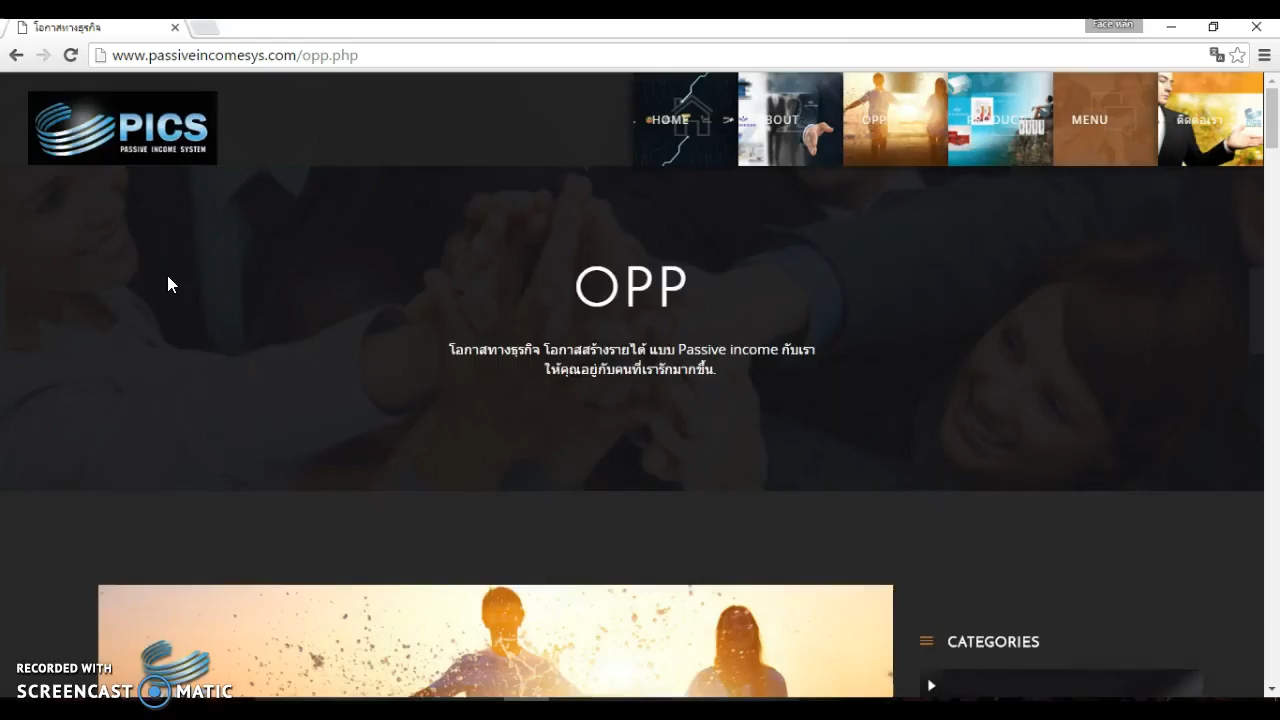 โอกาสทางธุรกิจ
Face หลัก
www.passiveincomesys.com/opp.php
PICS
PASSIVE INCOME SYSTEM
HOME
ABOUT
OPP
PRODUCT
MENU
ติดต่อเรา
OPP
โอกาสทางธุรกิจ โอกาสสร้างรายได้ แบบ Passive income กับเรา
ให้คุณอยู่กับคนที่เรารักมากขึ้น.
CATEGORIES
RECORDED WITH
SCREENCAST MATIC